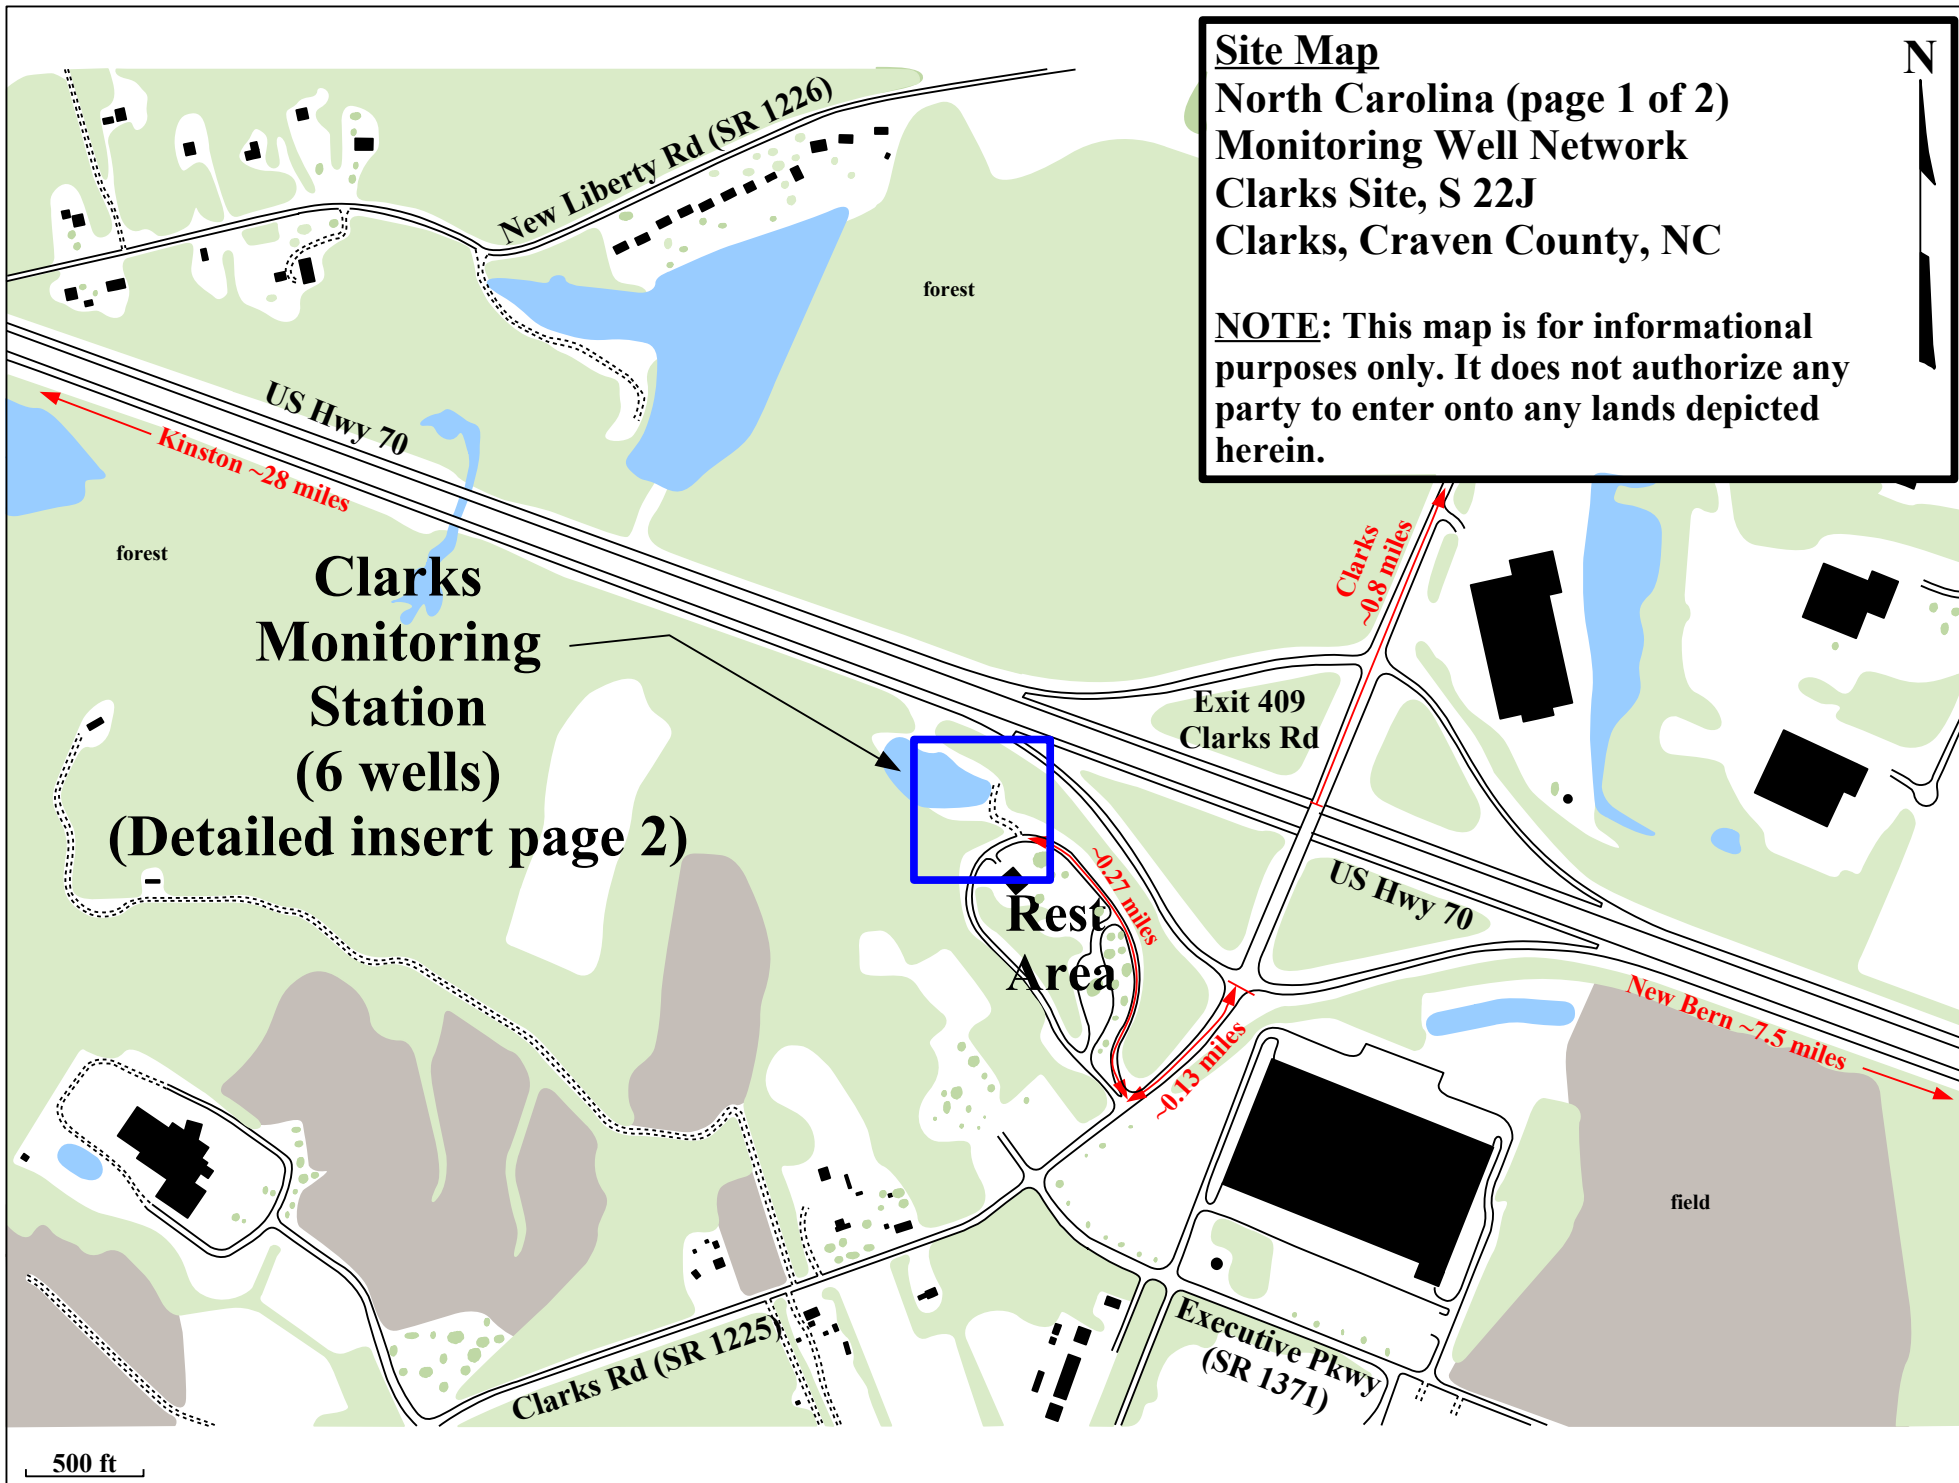 Site Map
North Carolina (page 1 of 2)
Monitoring Well Network
Clarks Site, S 22J
Clarks, Craven County, NC
NOTE: This map is for informational
purposes only. It does not authorize any
party to enter onto any lands depicted
herein.
N
New Liberty Rd (SR 1226)
forest
US Hwy 70
Kinston ~28 miles
forest
Clarks
Monitoring
Station
(6 wells)
(Detailed insert page 2)
Clarks
~0.8 miles
Exit 409
Clarks Rd
~0.27 miles
US Hwy 70
Rest
Area
New Bern ~7.5 miles
~0.13 miles
field
Executive Pkwy
(SR 1371)
Clarks Rd (SR 1225)
500 ft